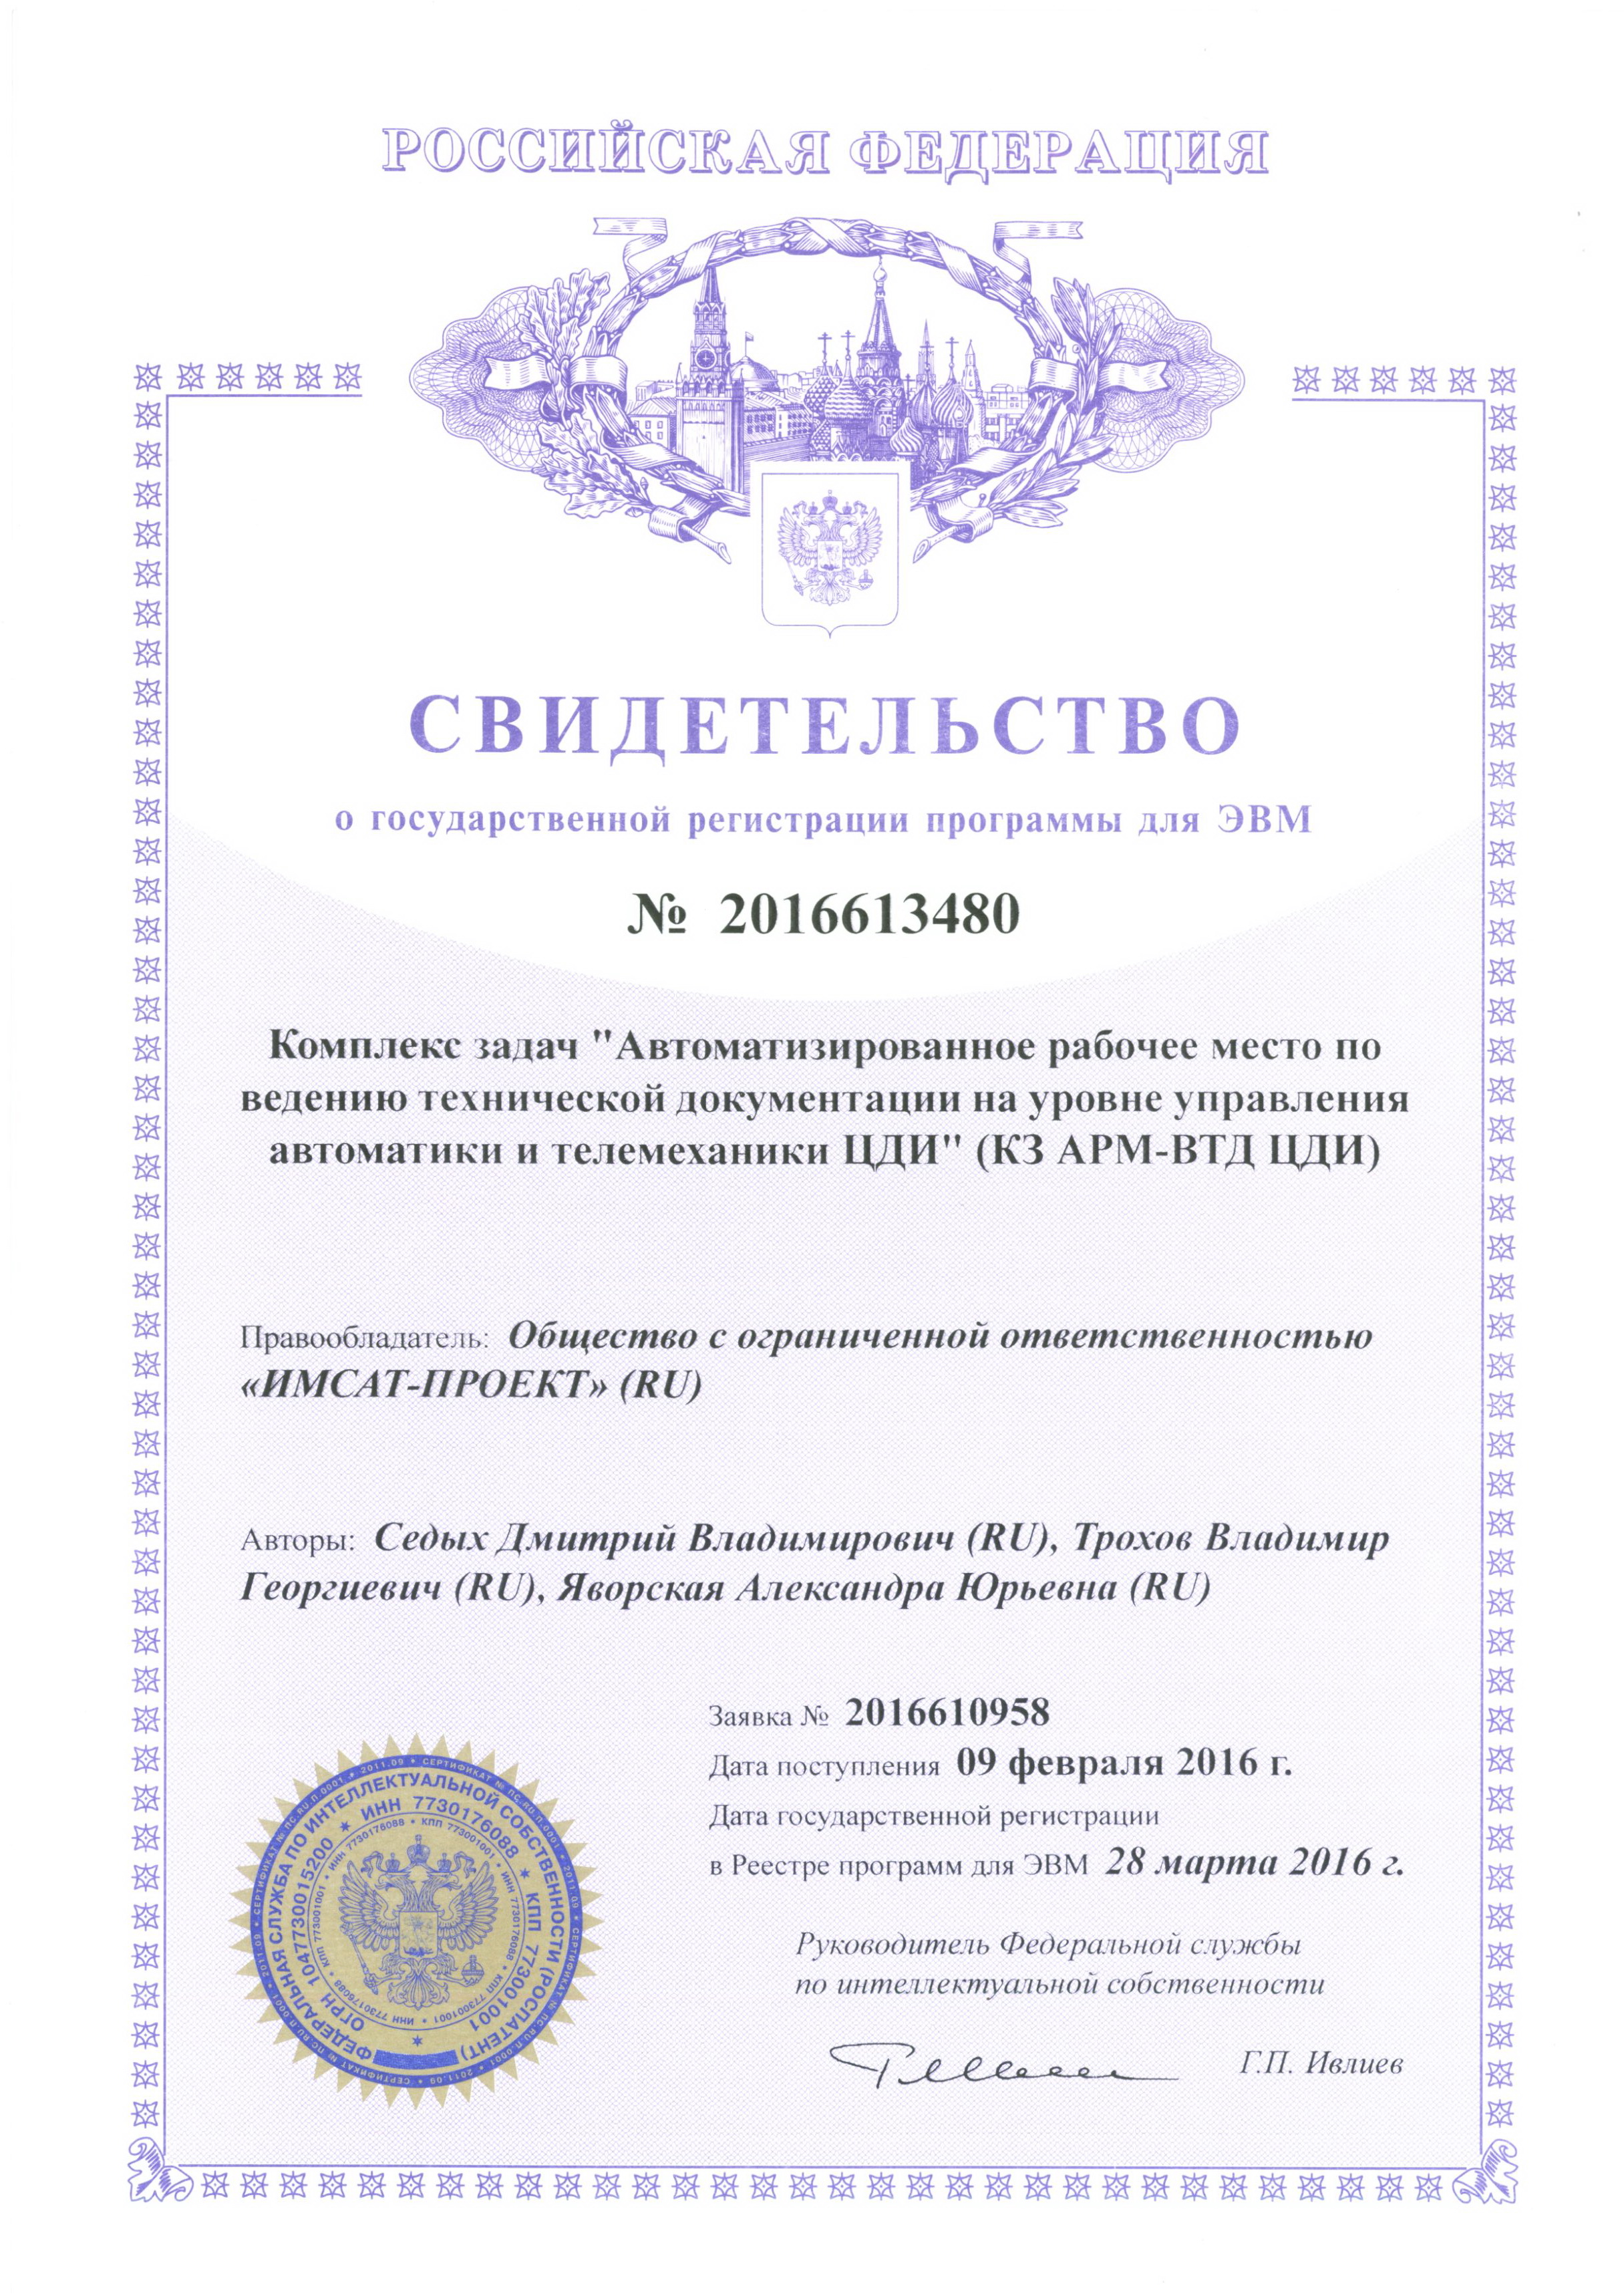 РОССИЙСКАЯ ФЕДЕРАЦИЯ
СВИДЕТЕЛЬСТВО
о государственной регистрации программы для ЭВМ
№ 2016613480
Комплекс задач "Автоматизированное рабочее место по
ведению технической документации на уровне управления
автоматики и телемеханики ЦДИ" (КЗ АРМ-ВТД ЦДИ)
Правообладатель: Общество с ограниченной ответственностью
«ИМСАТ-ПРОЕКТ» (RU)
Авторы: Седых Дмитрий Владимирович (RU), Трохов Владимир
Георгиевич (RU), Яворская Александра Юрьевна (RU)
Заявка № 2016610958
Дата поступления 09 февраля 2016 г.
Дата государственной регистрации
в Реестре программ для ЭВМ 28 марта 2016 г.
Руководитель Федеральной службы
по интеллектуальной собственности
Г.П. Ивлиев
ФЕДЕРАЛЬНАЯ СЛУЖБА ПО ИНТЕЛЛЕКТУАЛЬНОЙ СОБСТВЕННОСТИ (РОСПАТЕНТ)
ОГРН 1047730015200 * ИНН 7730176088 * КПП 773001001 *